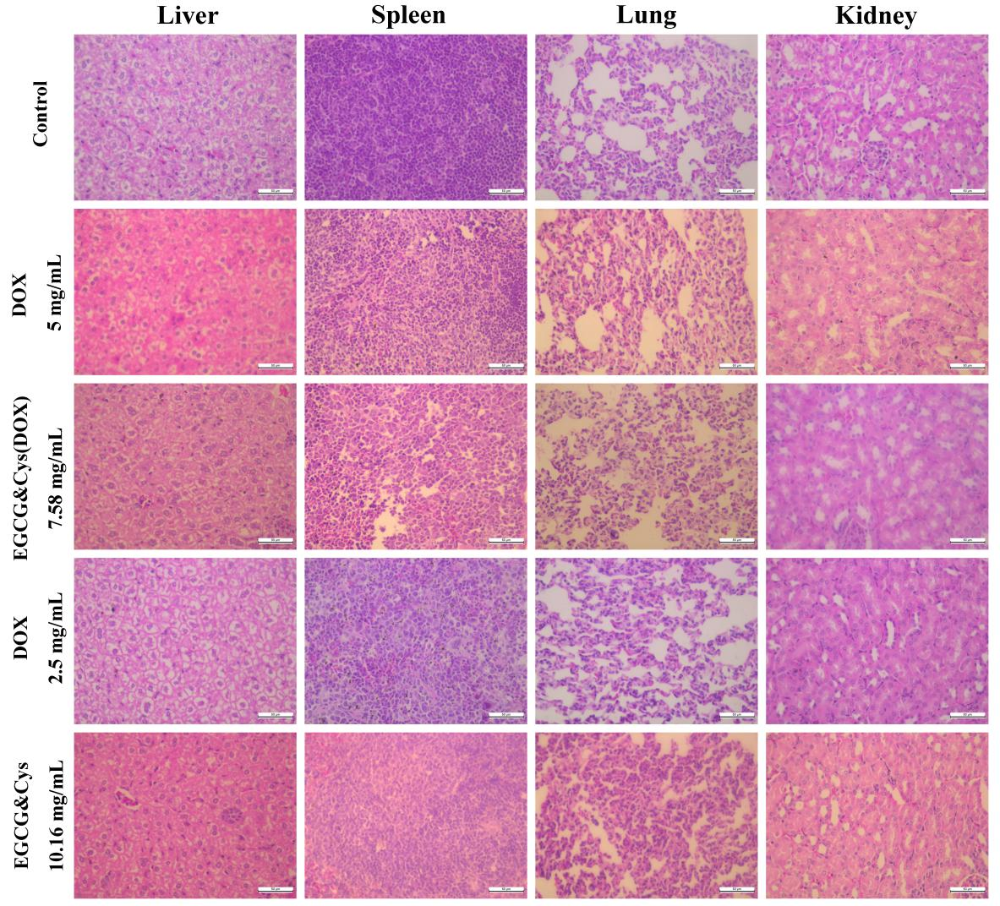 Liver Spleen Lung Kidney
Control
DOX
5 mg/mL
EGCG&Cys(DOX)
7.58 mg/mL
DOX
2.5 mg/mL
EGCG&Cys
10.16 mg/mL